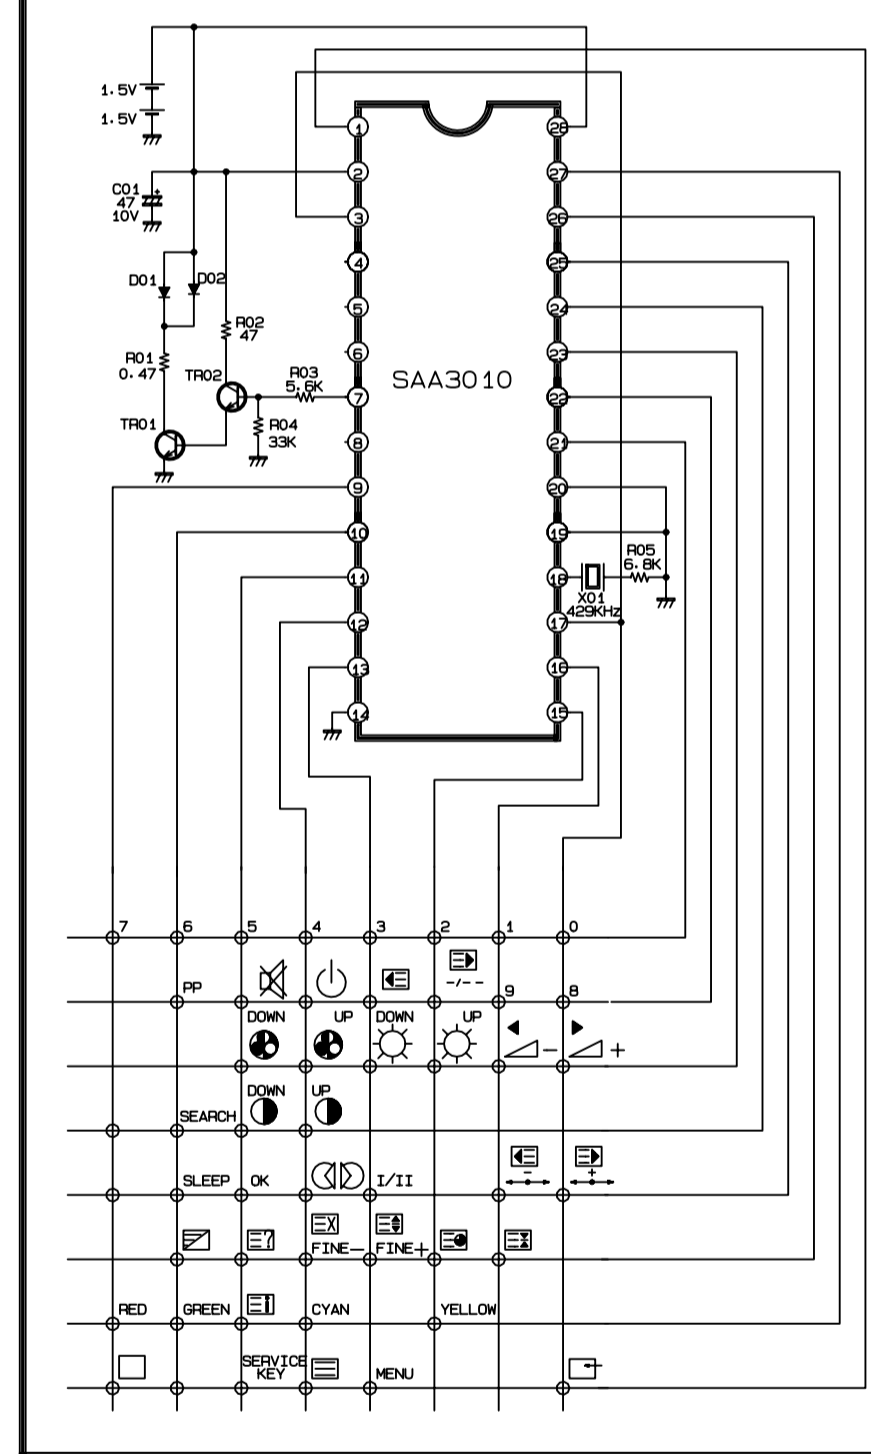 1.5V
1.5V
C01
47
10V
D01
D02
R01
0.47
R02
47
TR02
TR01
R03
5.6K
R04
33K
SAA3010
1
2
3
4
5
6
7
8
9
10
11
12
13
14
28
27
26
25
24
23
22
21
20
19
18
17
16
15
R05
6.8K
X01
429KHz
7 6 5 4 3 2 1 0
PP -/-- 9 8
DOWN UP DOWN UP - +
SEARCH DOWN UP
SLEEP OK I/II - +
? X FINE- FINE+
RED GREEN i CYAN YELLOW
SERVICE KEY MENU